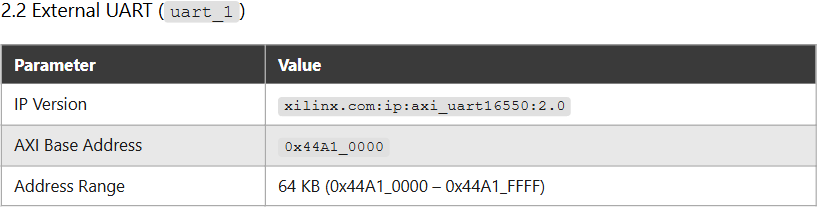 2.2 External UART (uart_1)
Parameter Value
IP Version xilinx.com:ip:axi_uart16550:2.0
AXI Base Address 0x44A1_0000
Address Range 64 KB (0x44A1_0000 – 0x44A1_FFFF)